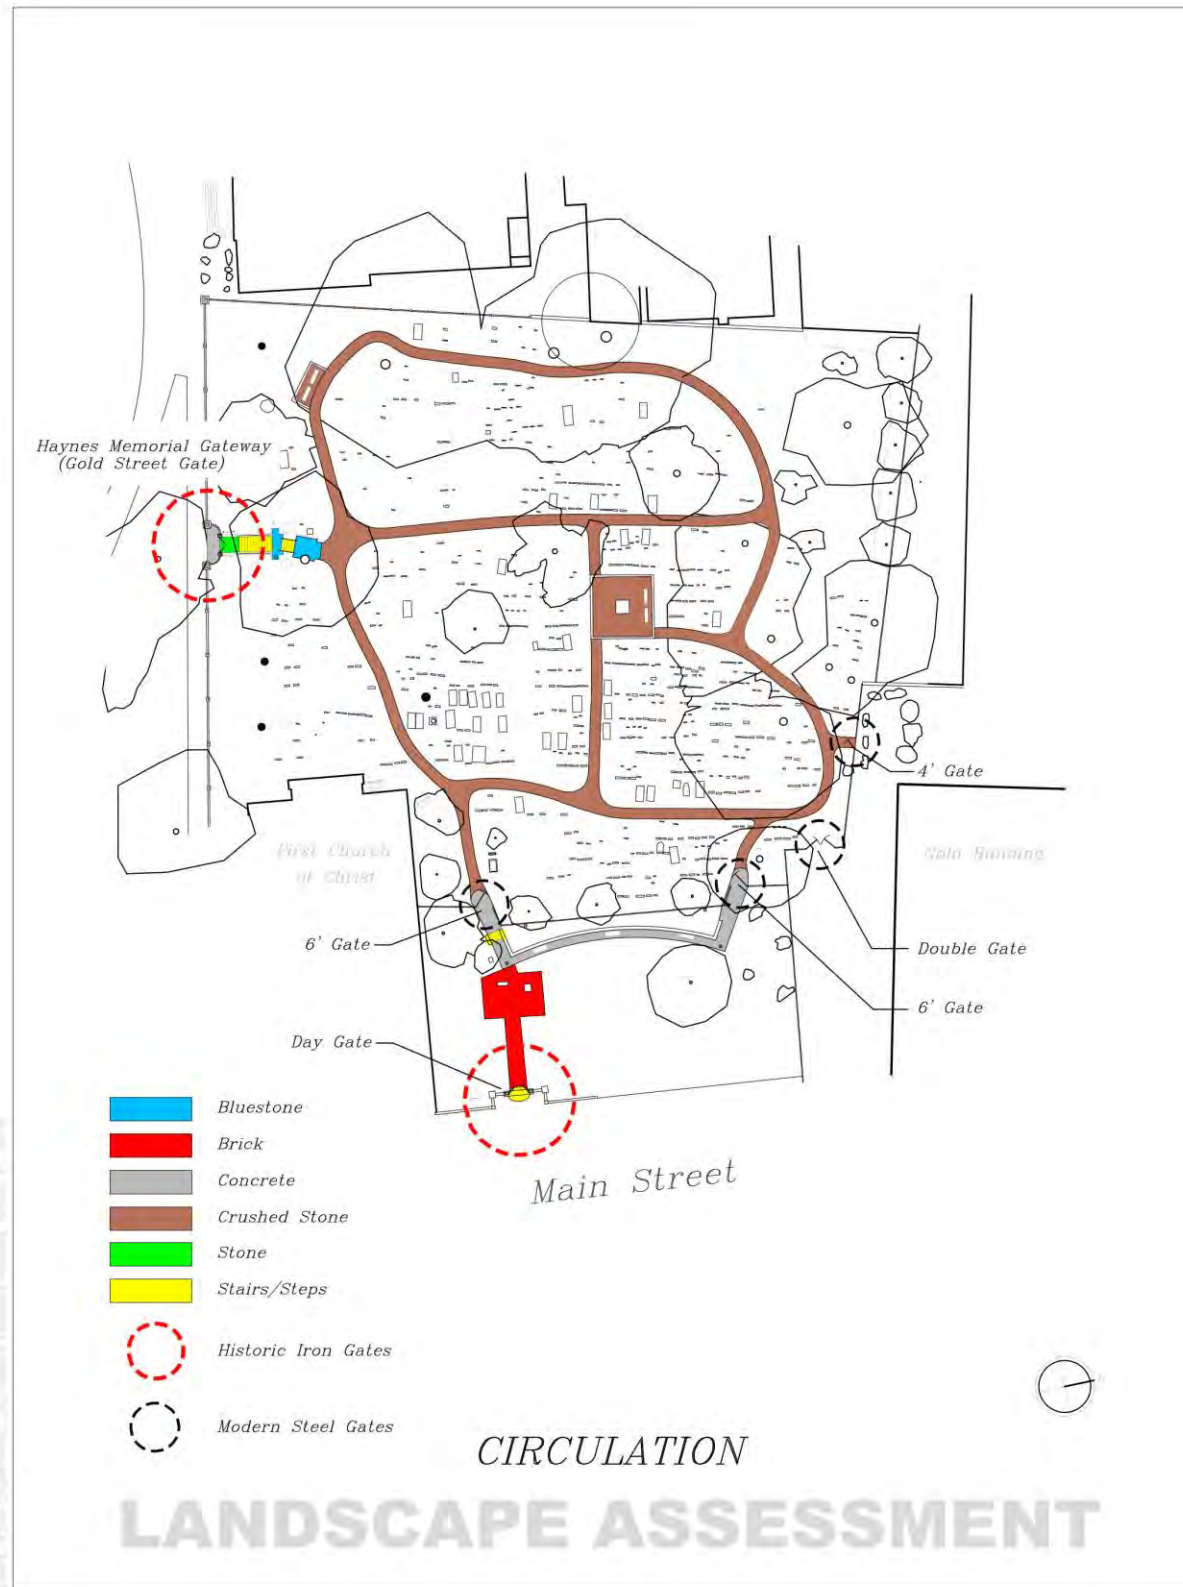 Haynes Memorial Gateway
(Gold Street Gate)
4' Gate
First Church
of Christ
Gold Building
6' Gate
Double Gate
6' Gate
Day Gate
Main Street
Bluestone
Brick
Concrete
Crushed Stone
Stone
Stairs/Steps
Historic Iron Gates
Modern Steel Gates
CIRCULATION
LANDSCAPE ASSESSMENT